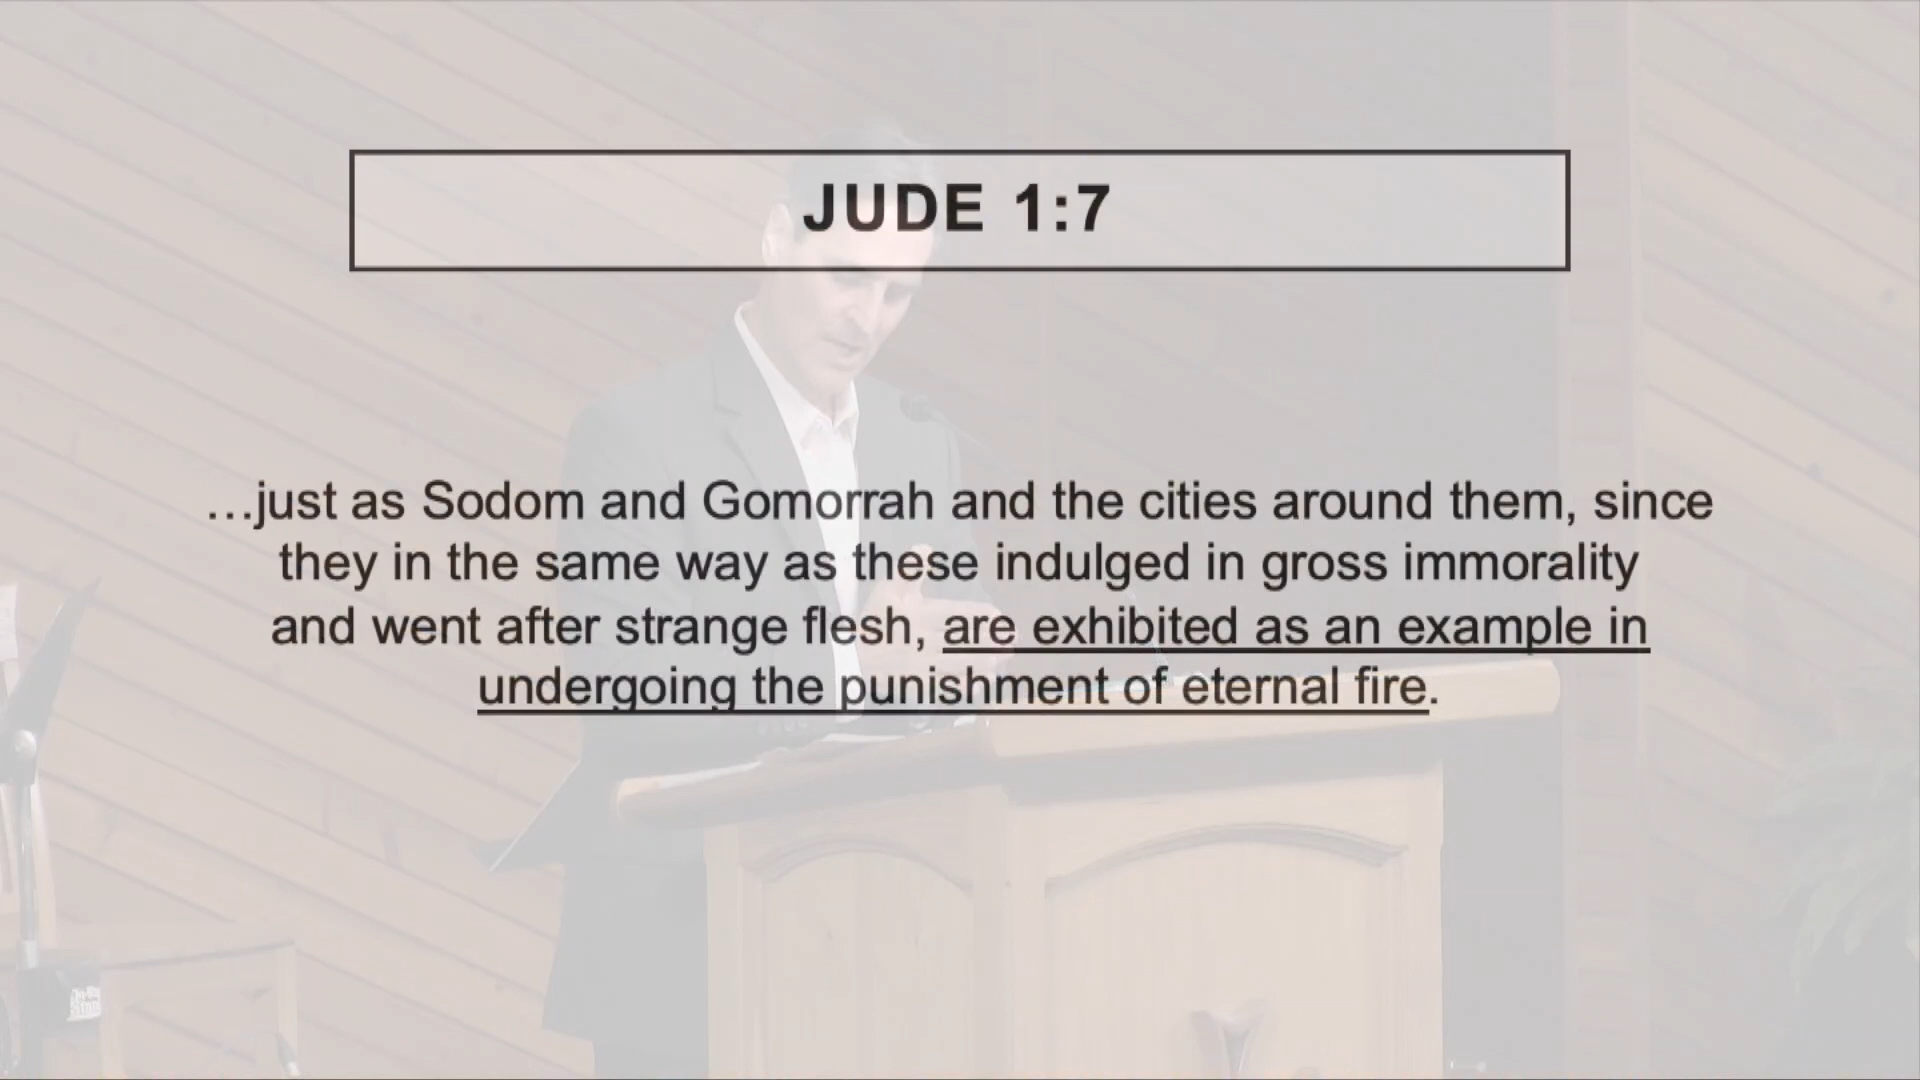 JUDE 1:7
…just as Sodom and Gomorrah and the cities around them, since
they in the same way as these indulged in gross immorality
and went after strange flesh, are exhibited as an example in
undergoing the punishment of eternal fire.